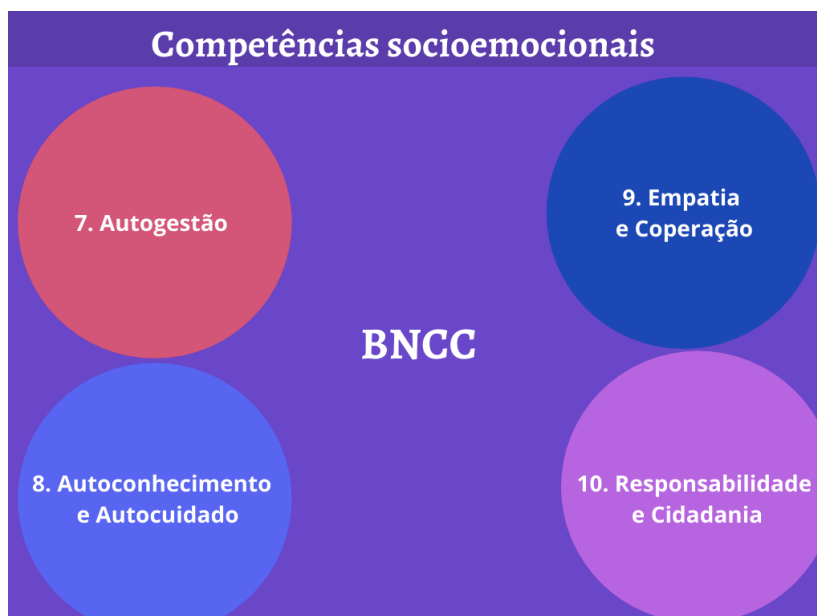 Competências socioemocionais
7. Autogestão
9. Empatia
e Coperação
BNCC
8. Autoconhecimento
e Autocuidado
10. Responsabilidade
e Cidadania